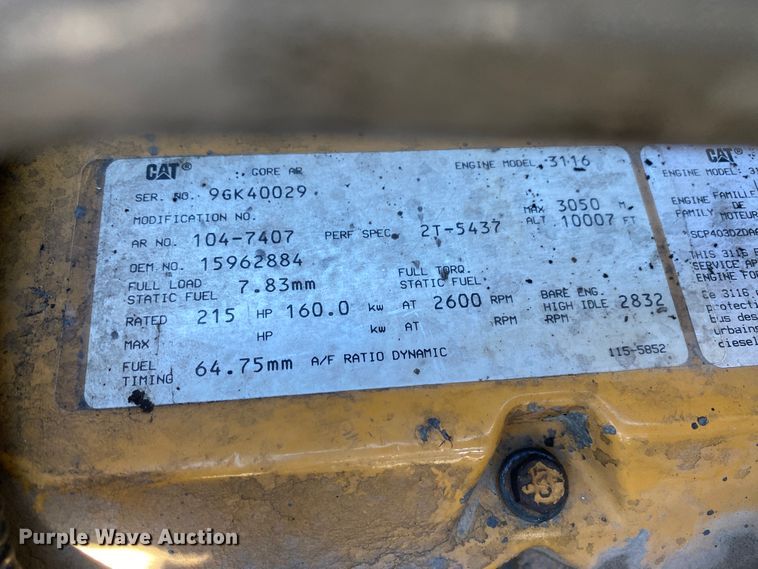 CAT® GORE AR ENGINE MODEL 3116
SER. NO. 9GK40029
MODIFICATION NO.
MAX 3050 M
ALT 10007 FT
AR NO. 104-7407 PERF SPEC 2T-5437
OEM NO. 15962884
FULL LOAD
STATIC FUEL 7.83mm
FULL TORQ
STATIC FUEL
RATED 215 HP 160.0 kw AT 2600 RPM
BARE ENG
HIGH IDLE 2832
RPM
MAX HP kw AT RPM
FUEL
TIMING 64.75mm A/F RATIO DYNAMIC
115-5852
CAT®
ENGINE MODEL:
ENGINE FAMILLE
FAMILY DE
MOTEUR
THIS 3116
SERVICE
ENGINE
Ce 3116
protecti
bus des
urbains
diesel
Purple Wave Auction®